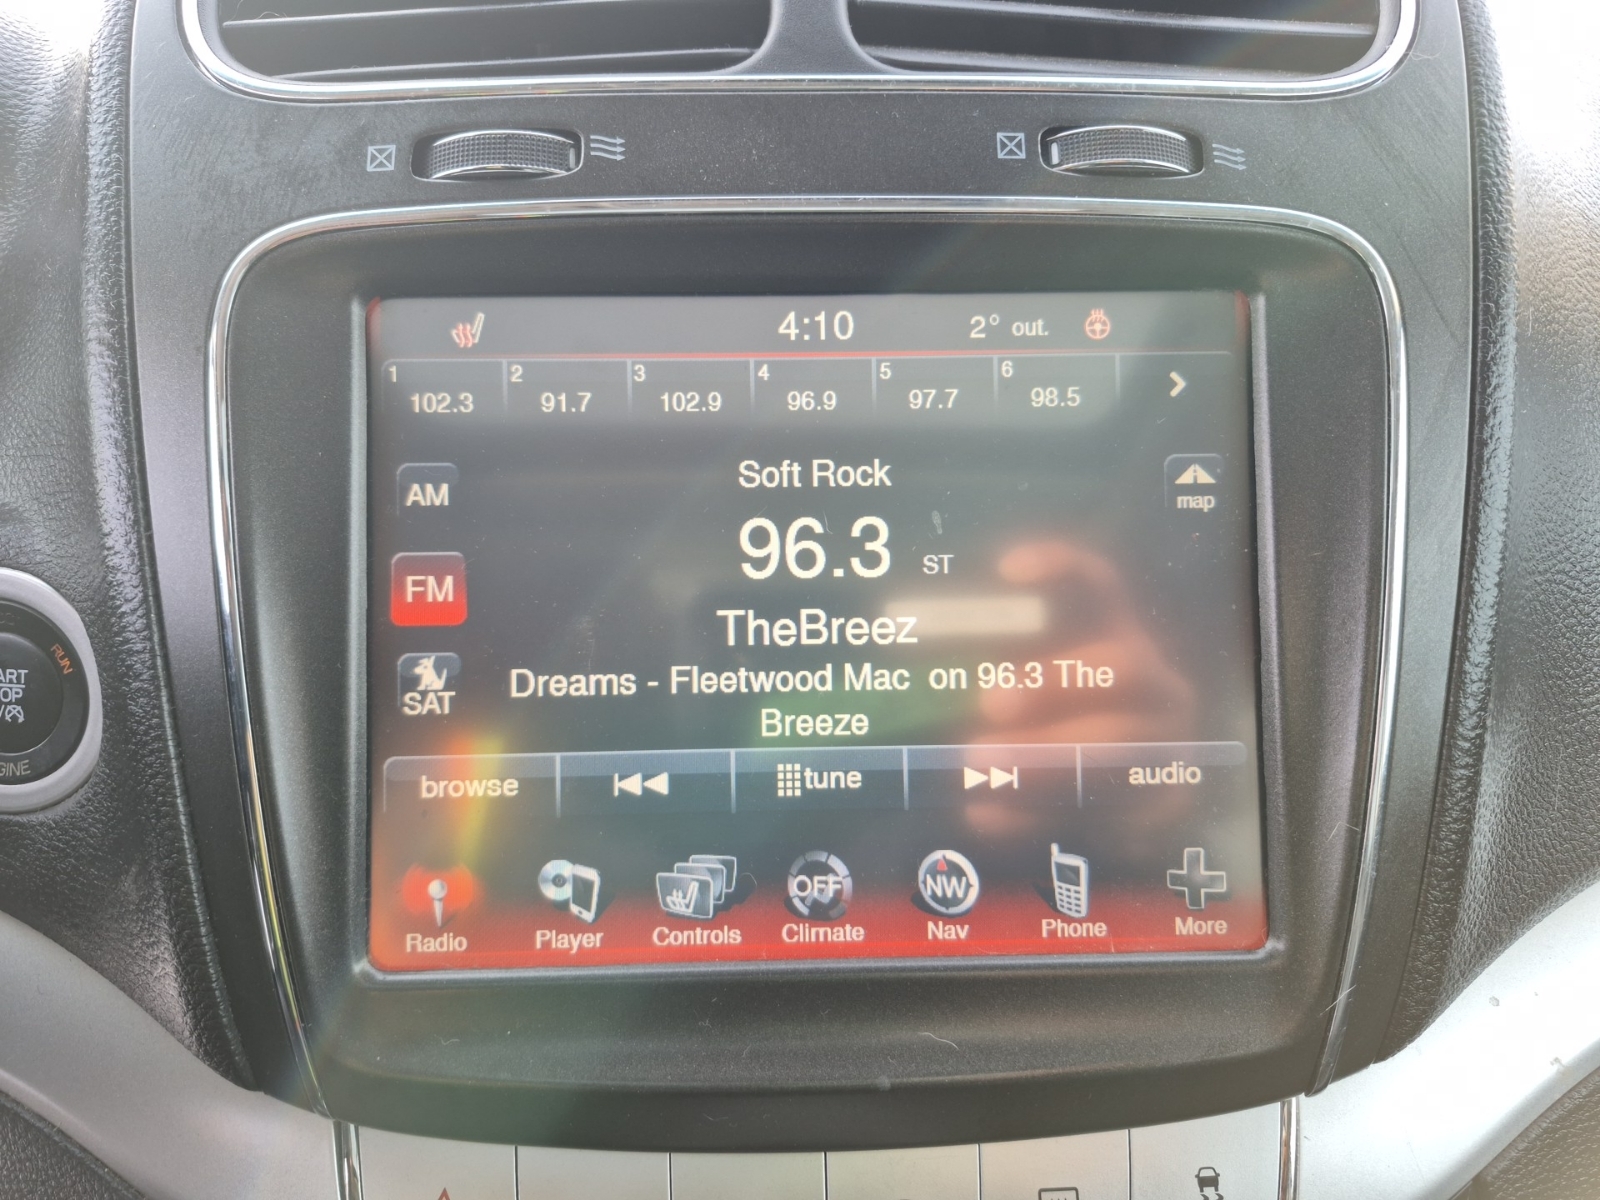 4:10 2° out.
1 2 3 4 5 6
102.3 91.7 102.9 96.9 97.7 98.5
Soft Rock
AM
map
96.3 ST
FM
TheBreez
Dreams - Fleetwood Mac on 96.3 The
Breeze
SAT
browse tune audio
OFF NW
Radio Player Controls Climate Nav Phone More
RUN